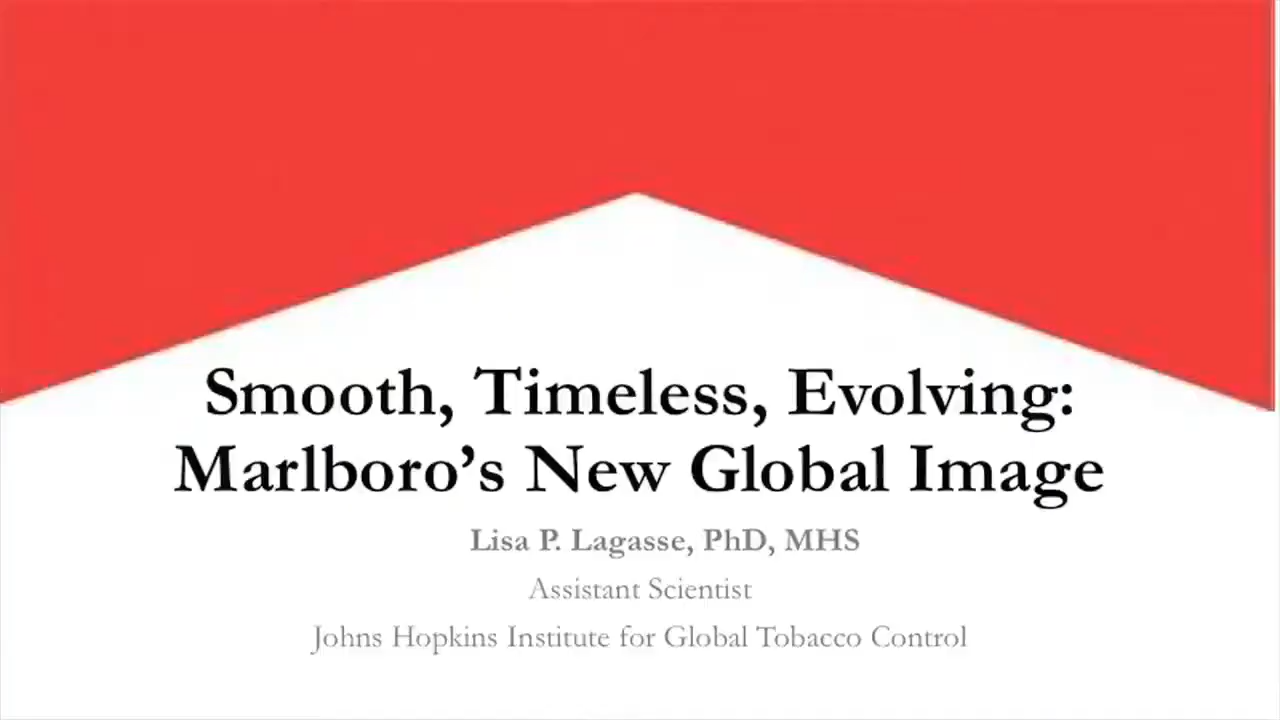 Smooth, Timeless, Evolving:
Marlboro’s New Global Image
Lisa P. Lagasse, PhD, MHS
Assistant Scientist
Johns Hopkins Institute for Global Tobacco Control